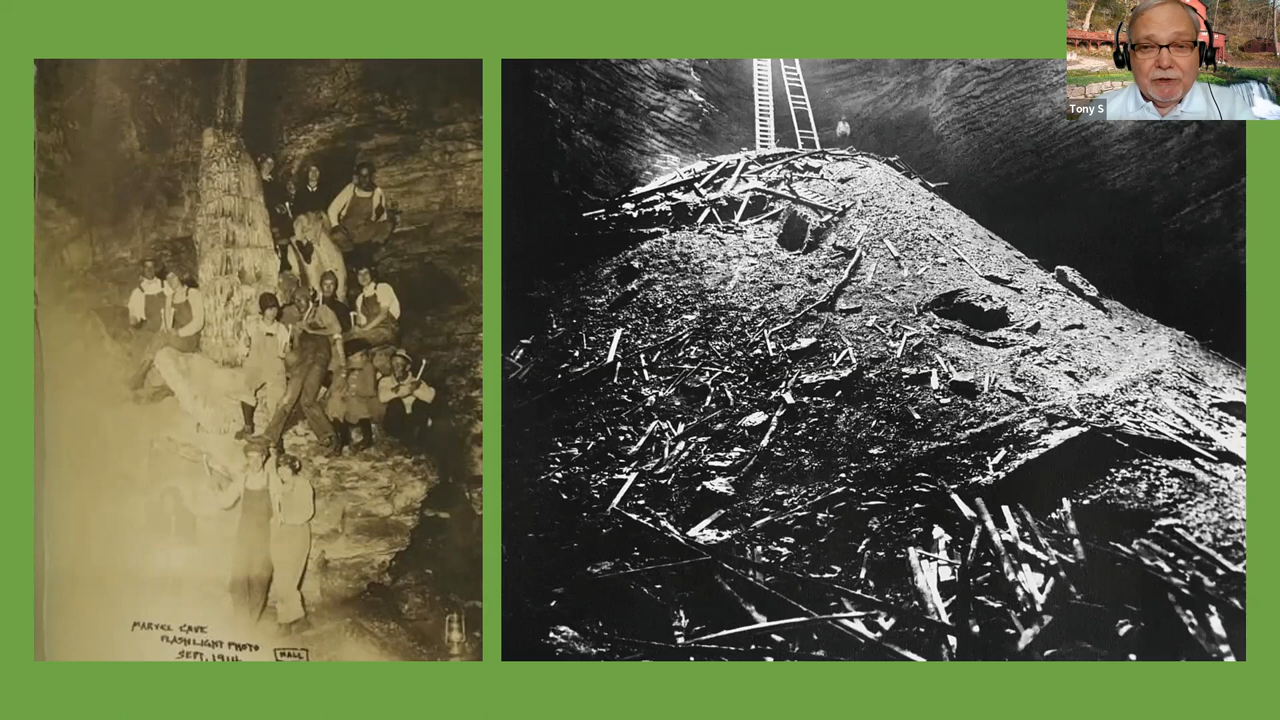 Tony S
MARVEL CAVE
FLASHLIGHT PHOTO
SEPT. 1914
HALL